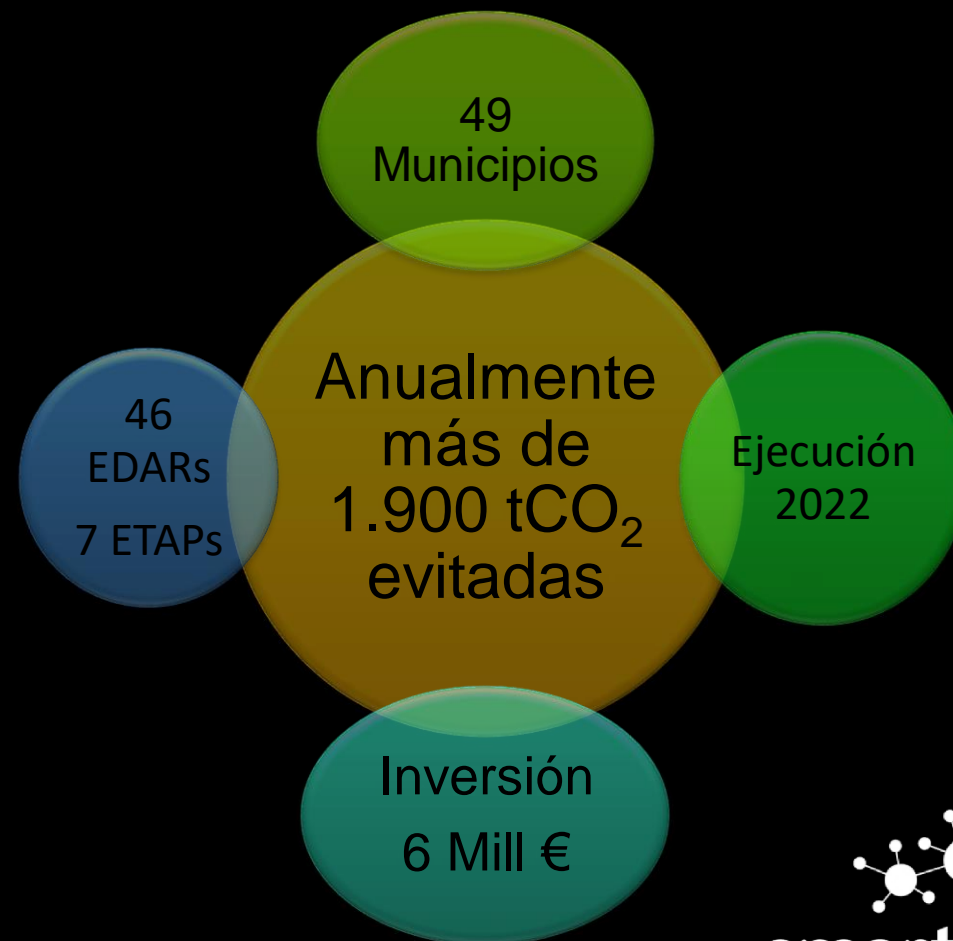 49
Municipios
46
EDARs
7 ETAPs
Anualmente
más de
1.900 tCO₂
evitadas
Ejecución
2022
Inversión
6 Mill €